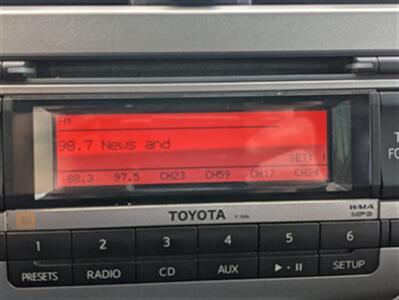 FM
98.7 News and
SET: 1
88.3 97.5 CH23 CH59 CH17 CH24
TOYOTA
WMA
MP3
1 2 3 4 5 6
PRESETS RADIO CD AUX ►·II SETUP